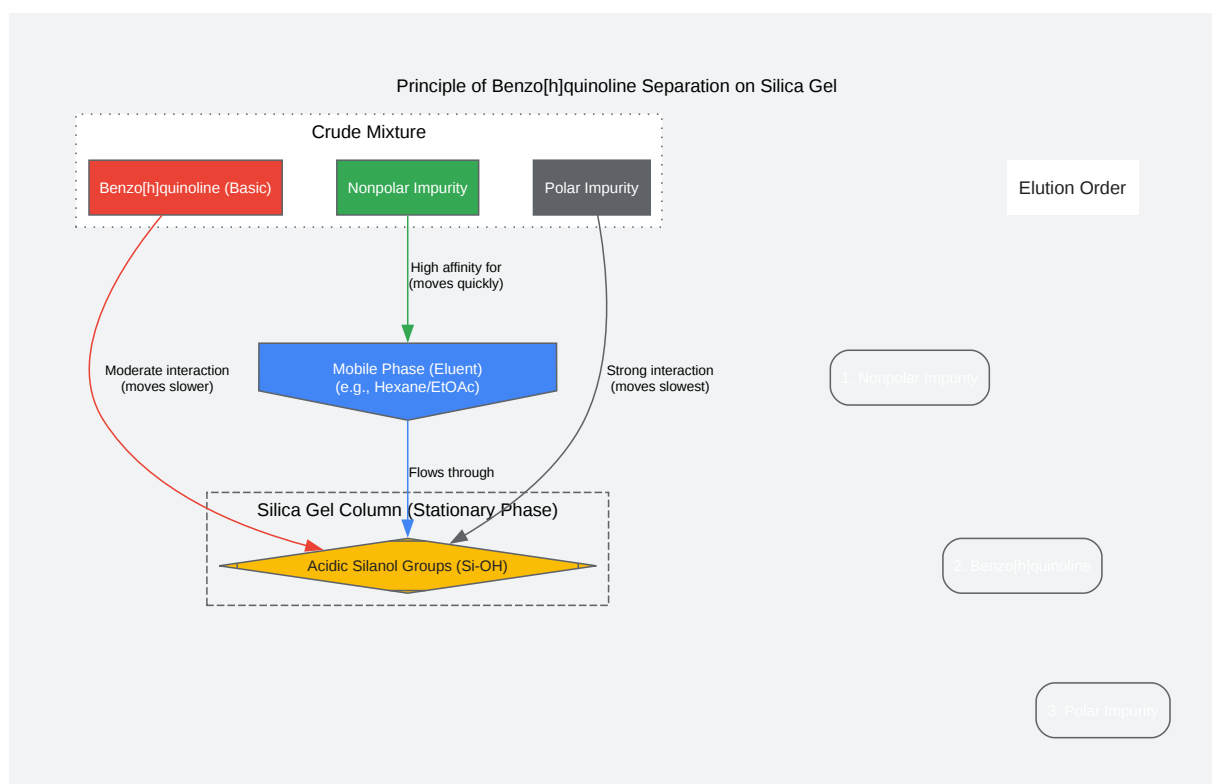 Principle of Benzo[h]quinoline Separation on Silica Gel
Crude Mixture
Benzo[h]quinoline (Basic)
Nonpolar Impurity
Polar Impurity
Elution Order
High affinity for
(moves quickly)
Moderate interaction
(moves slower)
Mobile Phase (Eluent)
(e.g., Hexane/EtOAc)
Strong interaction
(moves slowest)
1. Nonpolar Impurity
Flows through
Silica Gel Column (Stationary Phase)
Acidic Silanol Groups (Si-OH)
2. Benzo[h]quinoline
3. Polar Impurity